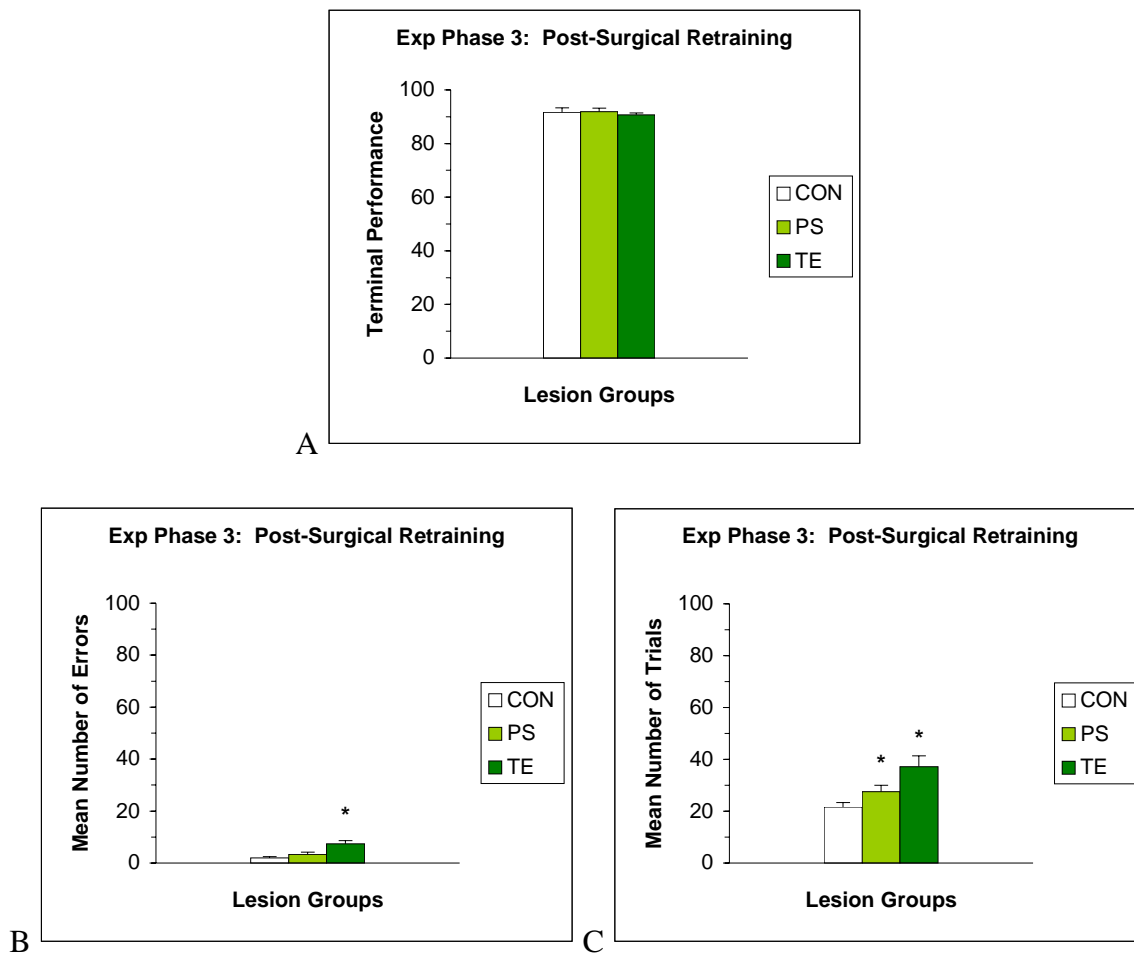 Exp Phase 3: Post-Surgical Retraining
100
80
60
40
20
0
Terminal Performance
Lesion Groups
CON
PS
TE
A
Exp Phase 3: Post-Surgical Retraining
100
80
60
40
20
0
Mean Number of Errors
*
Lesion Groups
CON
PS
TE
B
Exp Phase 3: Post-Surgical Retraining
100
80
60
40
20
0
Mean Number of Trials
*
*
Lesion Groups
CON
PS
TE
C